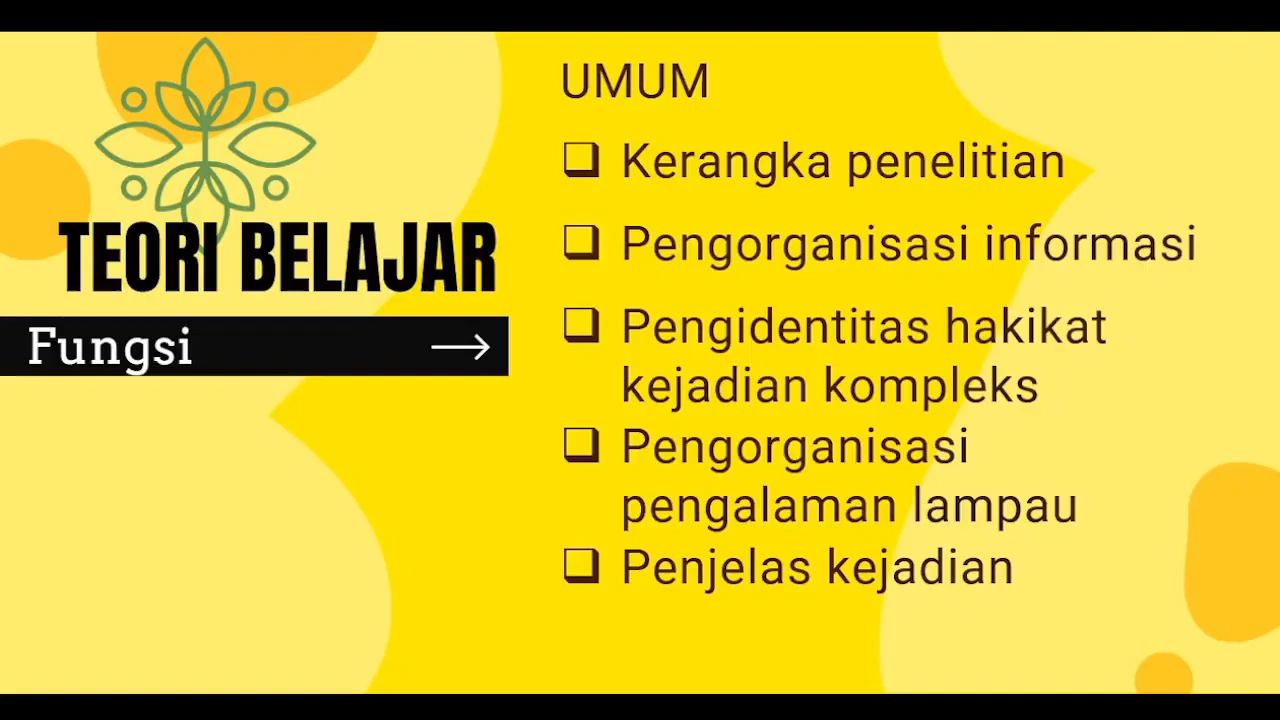 TEORI BELAJAR
Fungsi
UMUM
Kerangka penelitian
Pengorganisasi informasi
Pengidentitas hakikat
kejadian kompleks
Pengorganisasi
pengalaman lampau
Penjelas kejadian